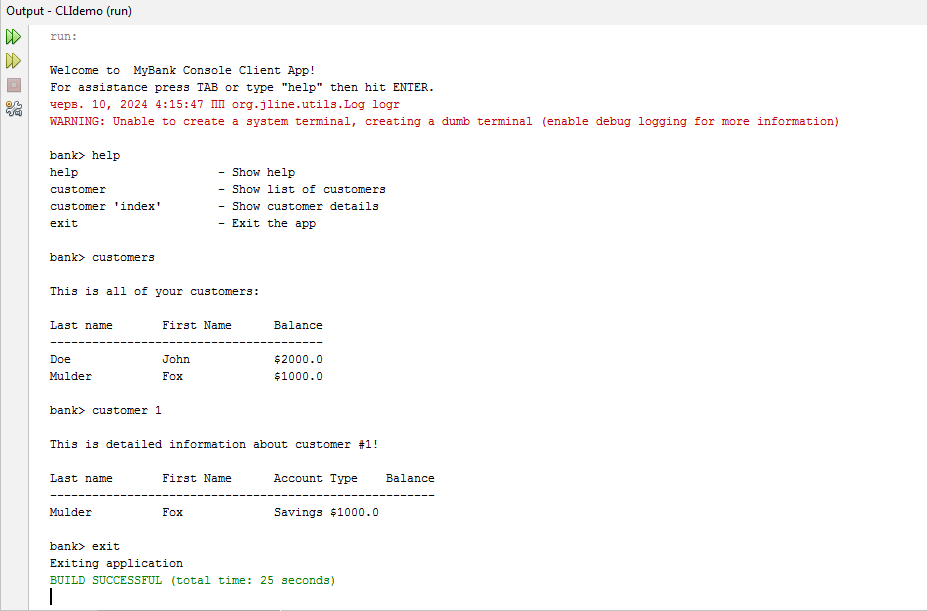 Output - CLIdemo (run)
run:
Welcome to  MyBank Console Client App!
For assistance press TAB or type "help" then hit ENTER.
черв. 10, 2024 4:15:47 ПП org.jline.utils.Log logr
WARNING: Unable to create a system terminal, creating a dumb terminal (enable debug logging for more information)
bank> help
help                    - Show help
customer                - Show list of customers
customer 'index'        - Show customer details
exit                    - Exit the app
bank> customers
This is all of your customers:
Last name       First Name      Balance
---------------------------------------
Doe             John            $2000.0
Mulder          Fox             $1000.0
bank> customer 1
This is detailed information about customer #1!
Last name       First Name      Account Type    Balance
-------------------------------------------------------
Mulder          Fox             Savings $1000.0
bank> exit
Exiting application
BUILD SUCCESSFUL (total time: 25 seconds)